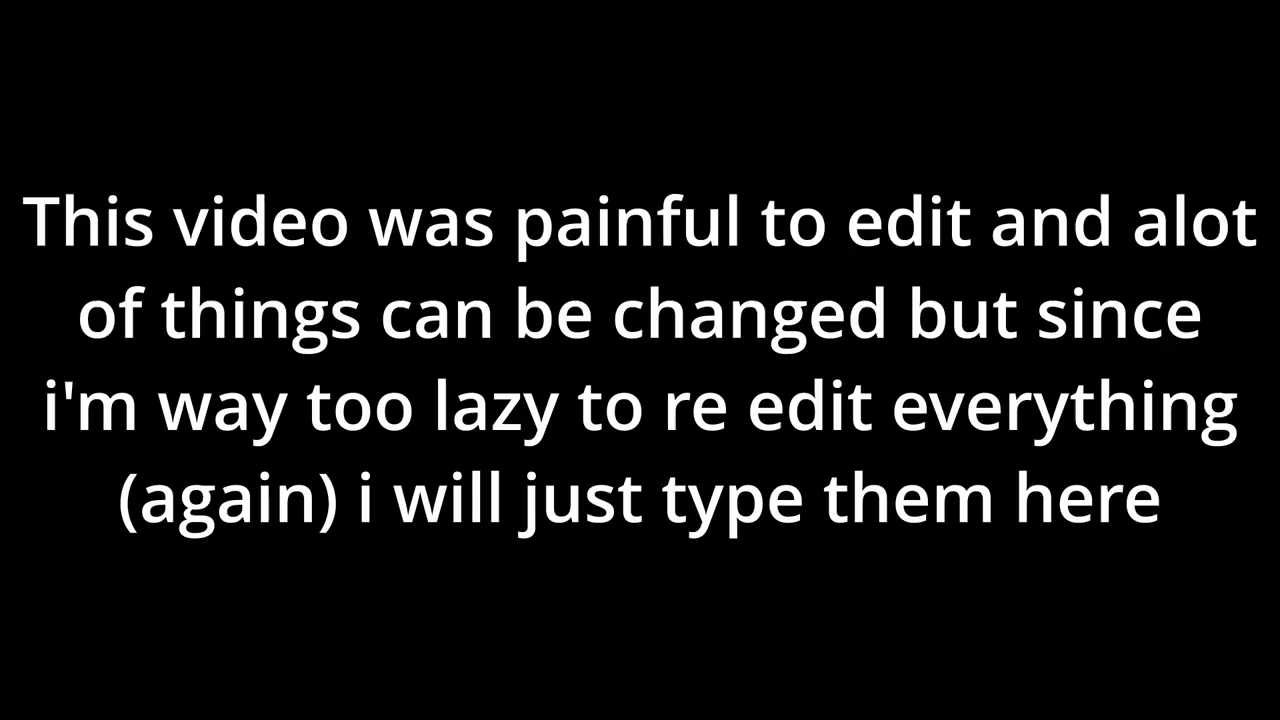 This video was painful to edit and alot
of things can be changed but since
i'm way too lazy to re edit everything
(again) i will just type them here